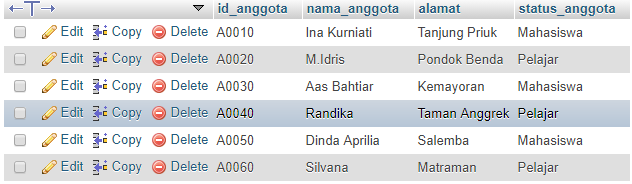 id_anggota nama_anggota alamat status_anggota
Edit Copy Delete A0010 Ina Kurniati Tanjung Priuk Mahasiswa
Edit Copy Delete A0020 M.Idris Pondok Benda Pelajar
Edit Copy Delete A0030 Aas Bahtiar Kemayoran Mahasiswa
Edit Copy Delete A0040 Randika Taman Anggrek Pelajar
Edit Copy Delete A0050 Dinda Aprilia Salemba Mahasiswa
Edit Copy Delete A0060 Silvana Matraman Pelajar